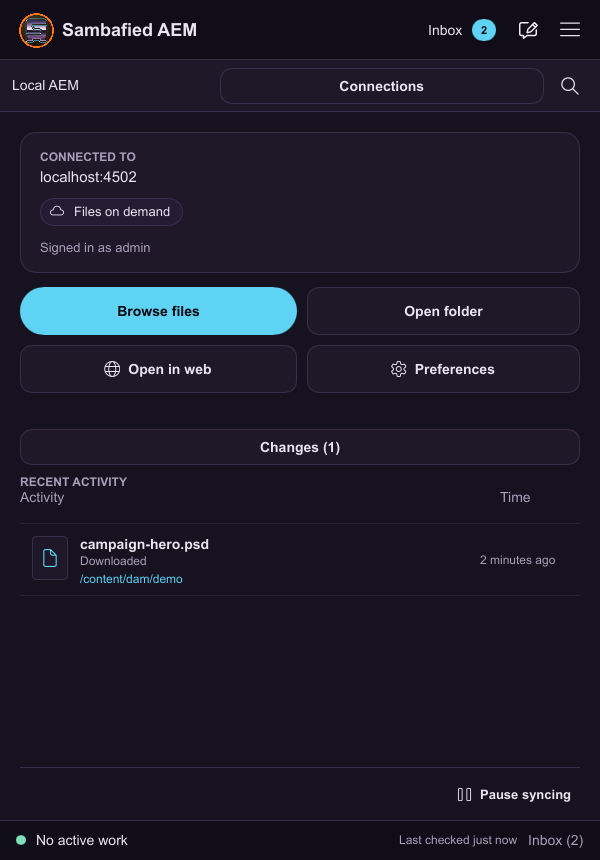 Sambafied AEM
Inbox 2
Local AEM
Connections
CONNECTED TO
localhost:4502
Files on demand
Signed in as admin
Browse files
Open folder
Open in web
Preferences
Changes (1)
RECENT ACTIVITY
Activity Time
campaign-hero.psd
Downloaded
2 minutes ago
/content/dam/demo
Pause syncing
No active work
Last checked just now
Inbox (2)